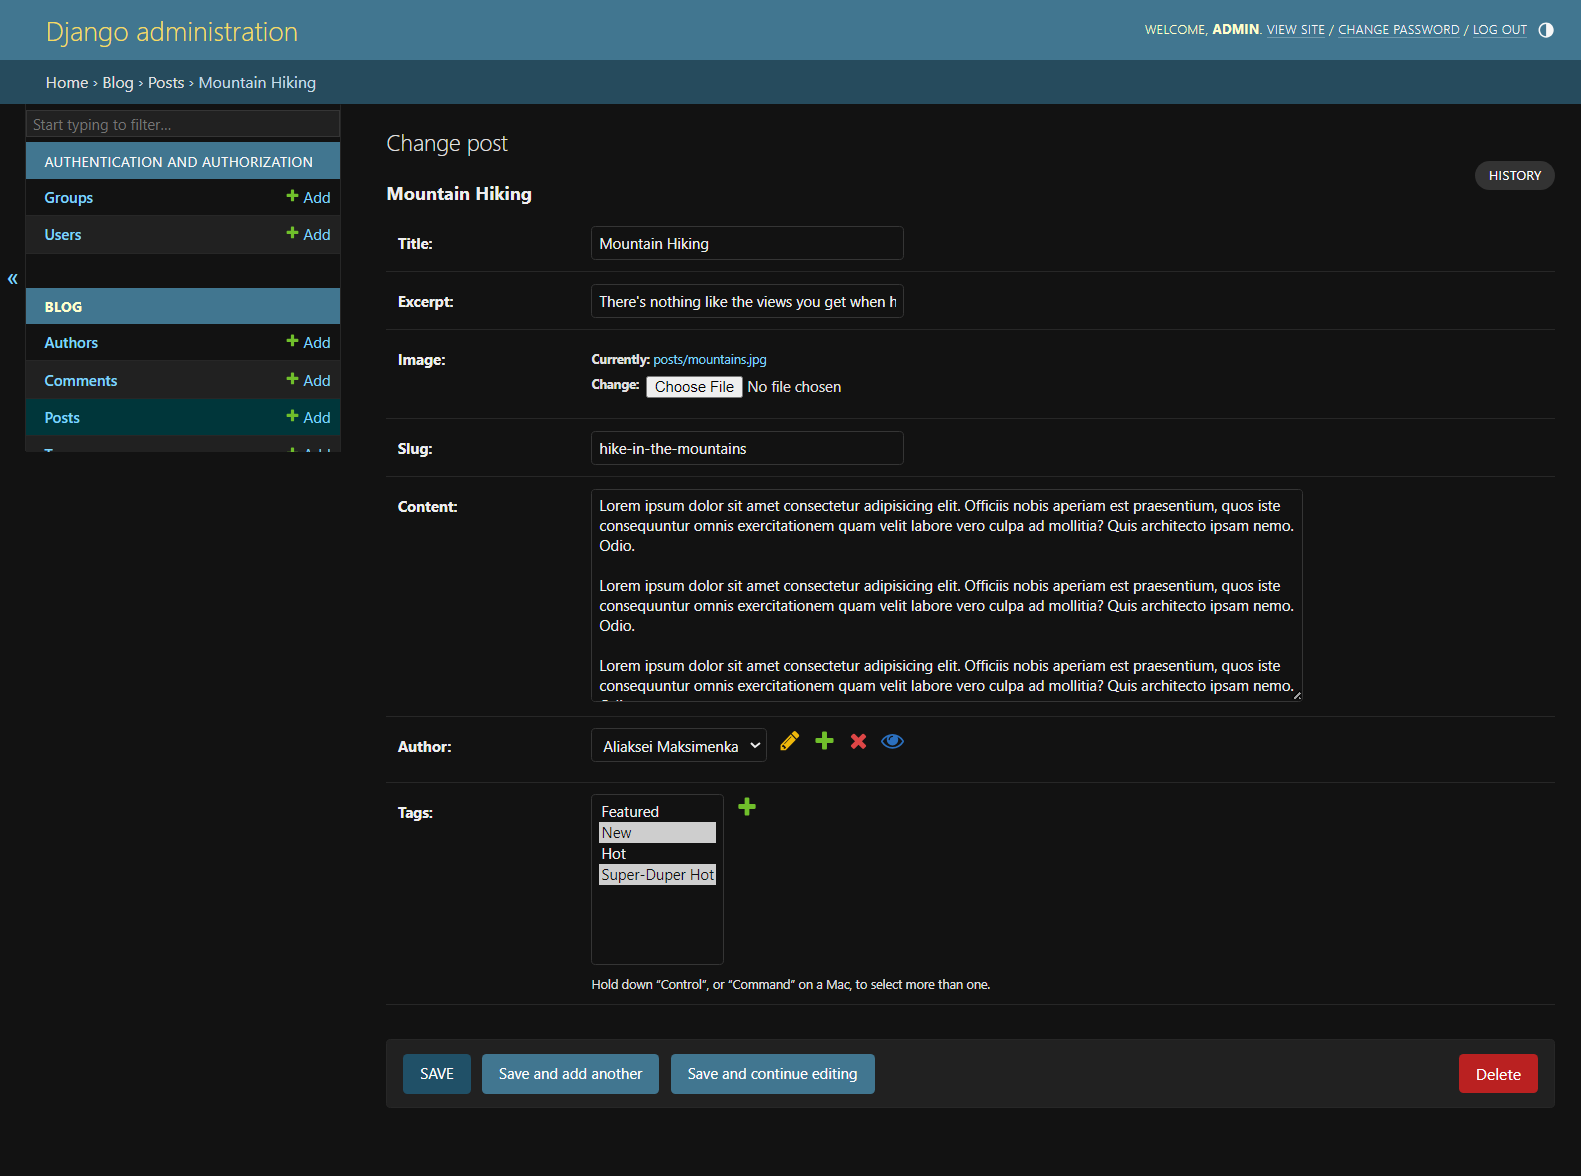 Django administration
WELCOME, ADMIN. VIEW SITE / CHANGE PASSWORD / LOG OUT
Home › Blog › Posts › Mountain Hiking
Start typing to filter...
AUTHENTICATION AND AUTHORIZATION
Groups Add
Users Add
«
BLOG
Authors Add
Comments Add
Posts Add
Change post
HISTORY
Mountain Hiking
Title: Mountain Hiking
Excerpt: There's nothing like the views you get when h
Image: Currently: posts/mountains.jpg
Change: Choose File No file chosen
Slug: hike-in-the-mountains
Content: Lorem ipsum dolor sit amet consectetur adipisicing elit. Officiis nobis aperiam est praesentium, quos iste
consequuntur omnis exercitationem quam velit labore vero culpa ad mollitia? Quis architecto ipsam nemo.
Odio.
Lorem ipsum dolor sit amet consectetur adipisicing elit. Officiis nobis aperiam est praesentium, quos iste
consequuntur omnis exercitationem quam velit labore vero culpa ad mollitia? Quis architecto ipsam nemo.
Odio.
Lorem ipsum dolor sit amet consectetur adipisicing elit. Officiis nobis aperiam est praesentium, quos iste
consequuntur omnis exercitationem quam velit labore vero culpa ad mollitia? Quis architecto ipsam nemo.
Author: Aliaksei Maksimenka
Tags: Featured
New
Hot
Super-Duper Hot
Hold down “Control”, or “Command” on a Mac, to select more than one.
SAVE Save and add another Save and continue editing Delete